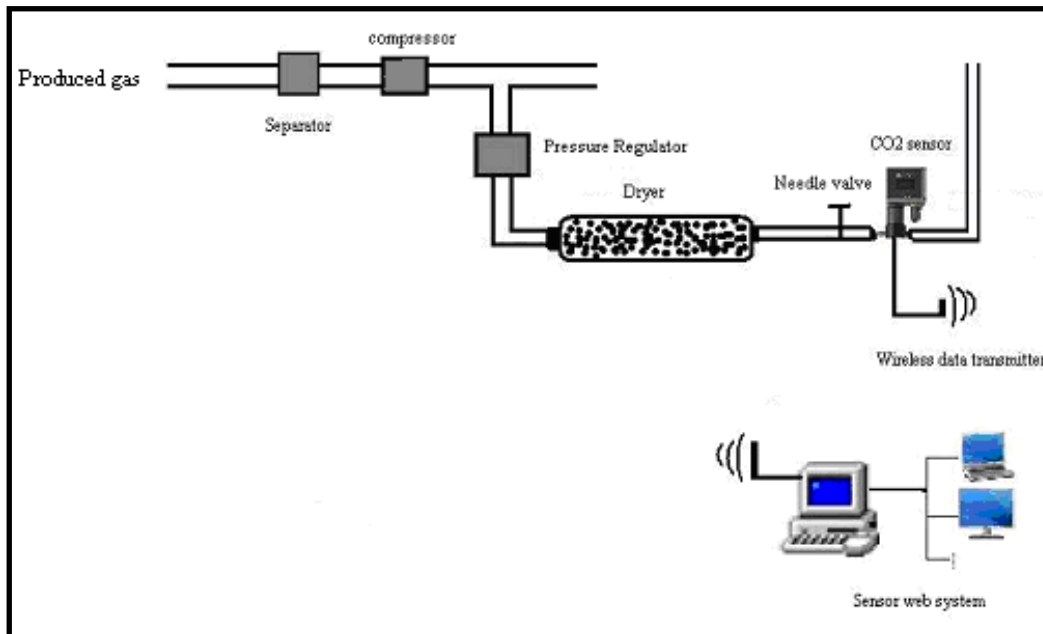 compressor
Produced gas
Separator
Pressure Regulator
CO2 sensor
Needle valve
Dryer
Wireless data transmitter
Sensor web system